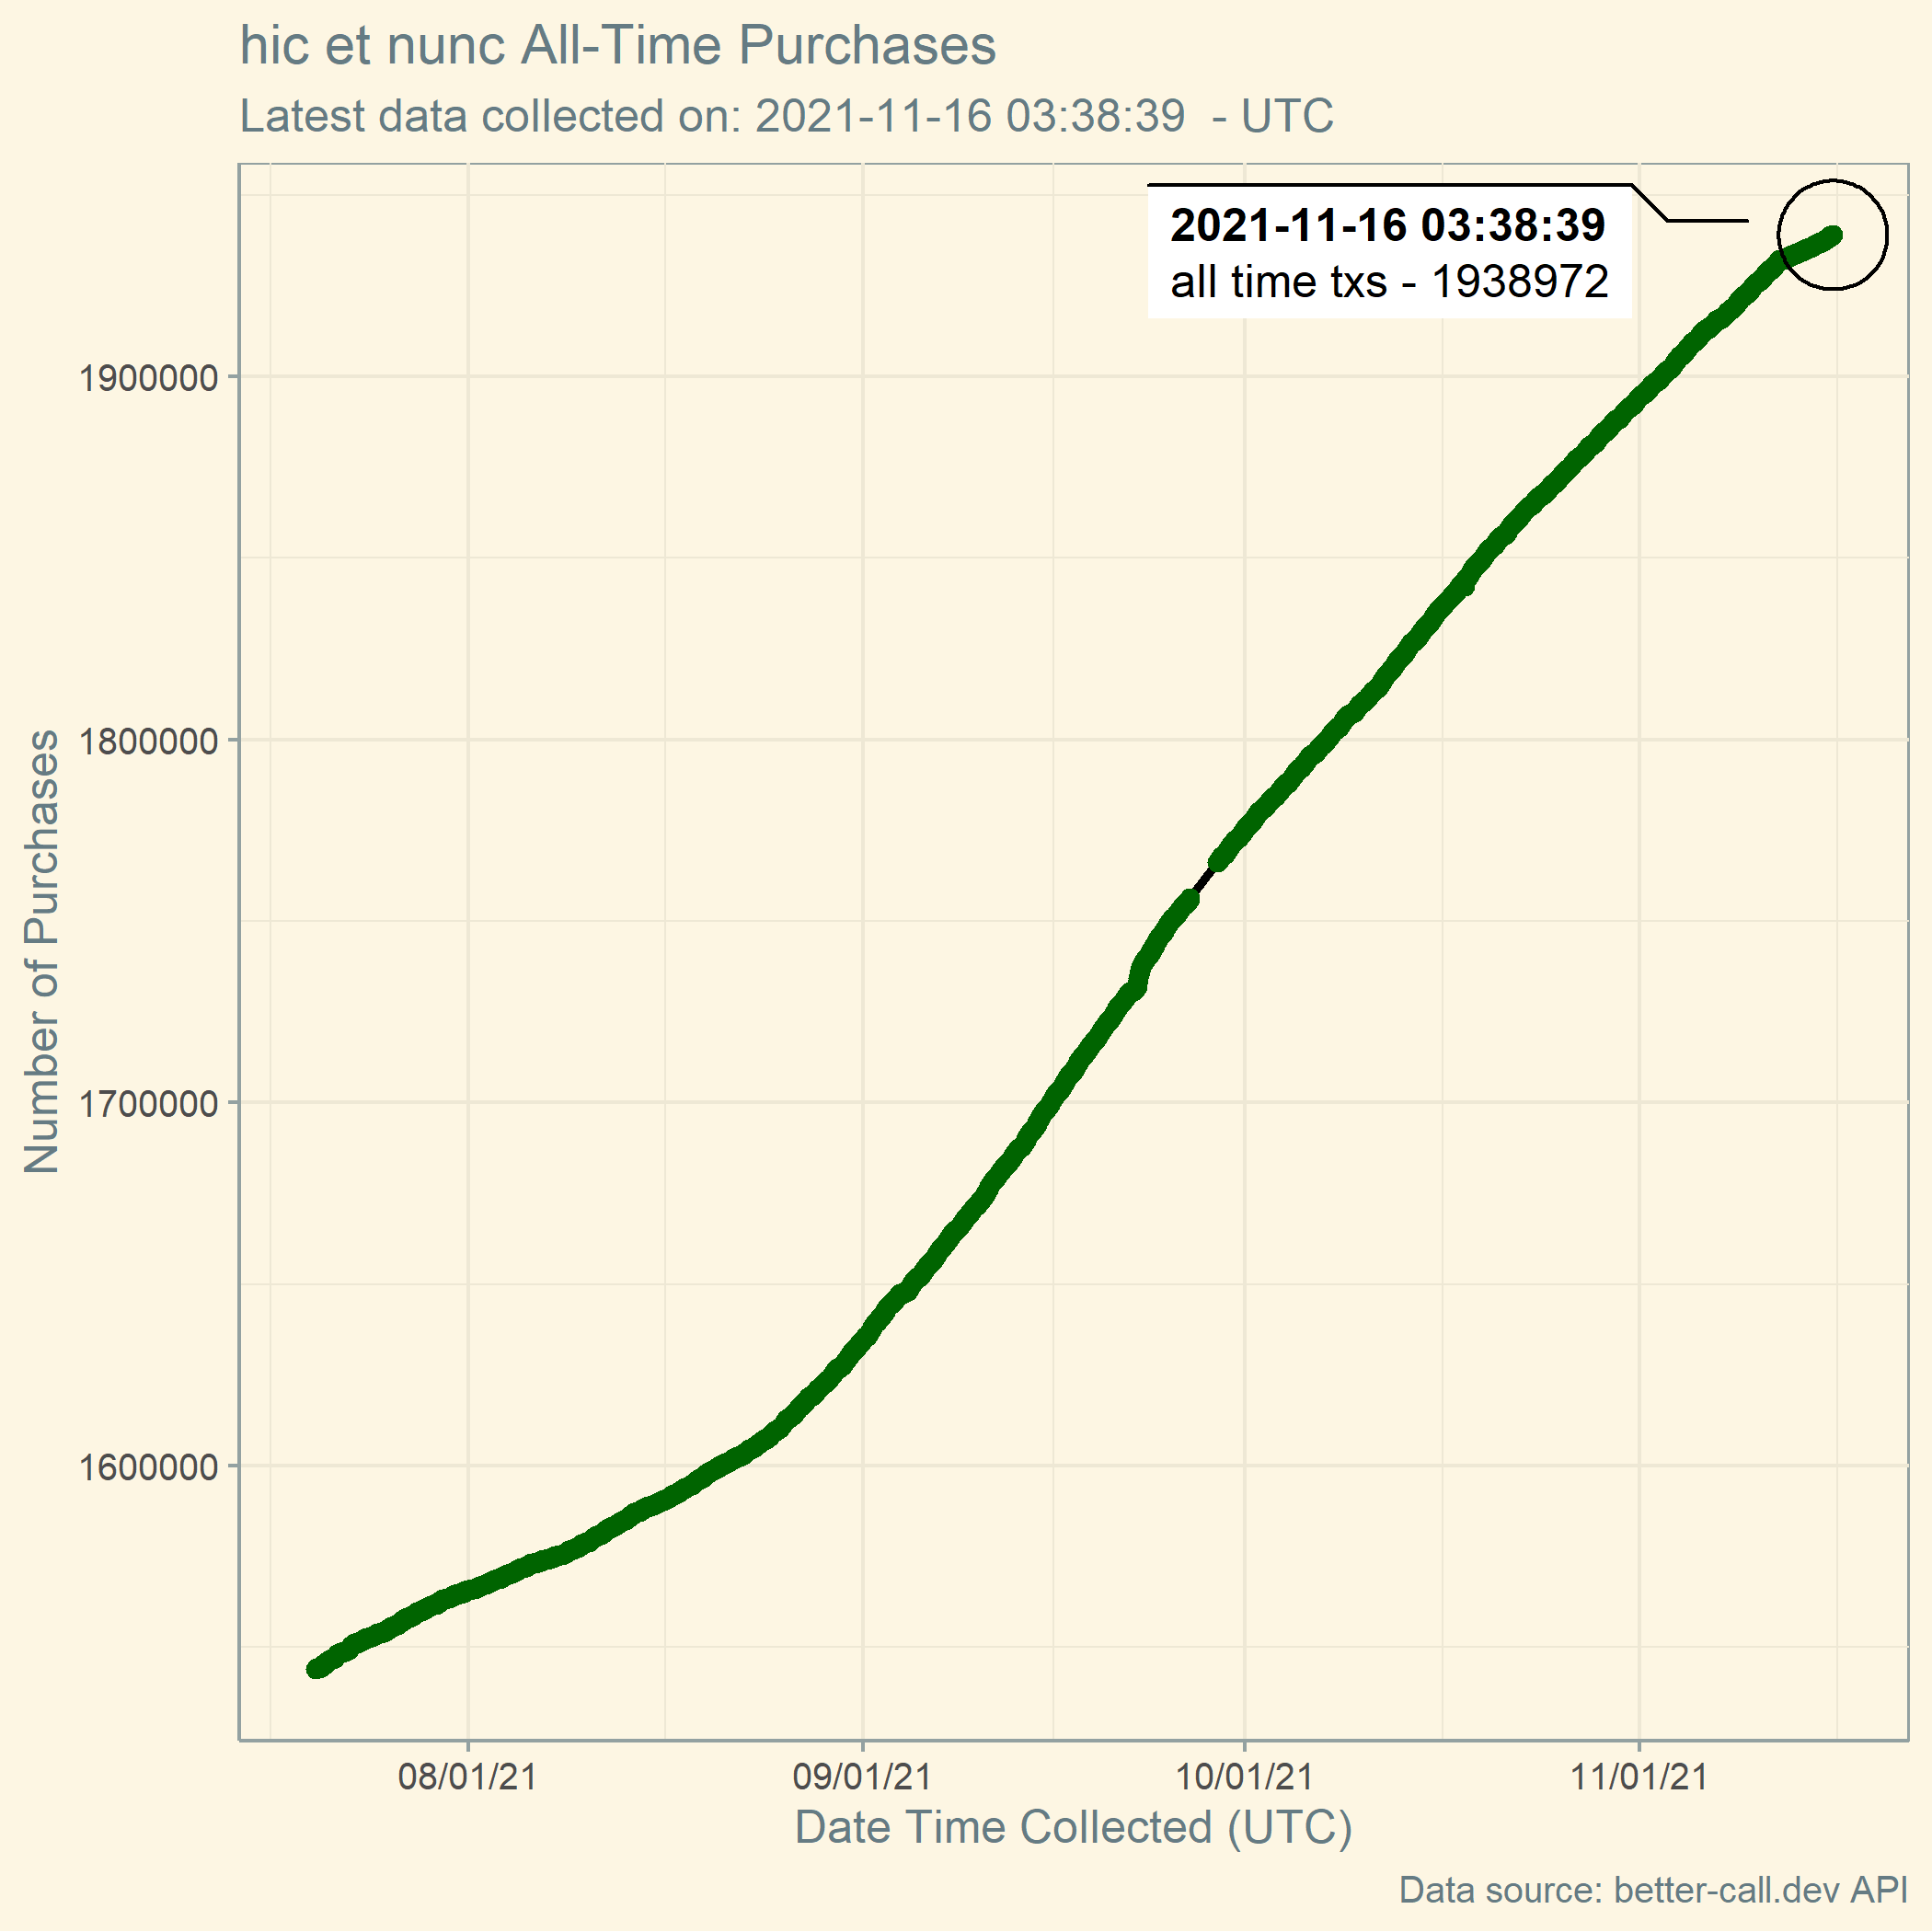 hic et nunc All-Time Purchases
Latest data collected on: 2021-11-16 03:38:39  - UTC
2021-11-16 03:38:39
all time txs - 1938972
1900000
1800000
1700000
1600000
Number of Purchases
08/01/21
09/01/21
10/01/21
11/01/21
Date Time Collected (UTC)
Data source: better-call.dev API